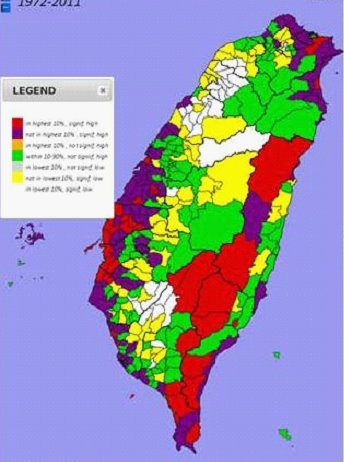 1972-2011
LEGEND
in highest 10%, signif. high
not in highest 10%, signif. high
in highest 10%, not signif. high
within 10-90%, not signif. high
in lowest 10%, not signif. low
not in lowest 10%, signif. low
in lowest 10%, signif. low